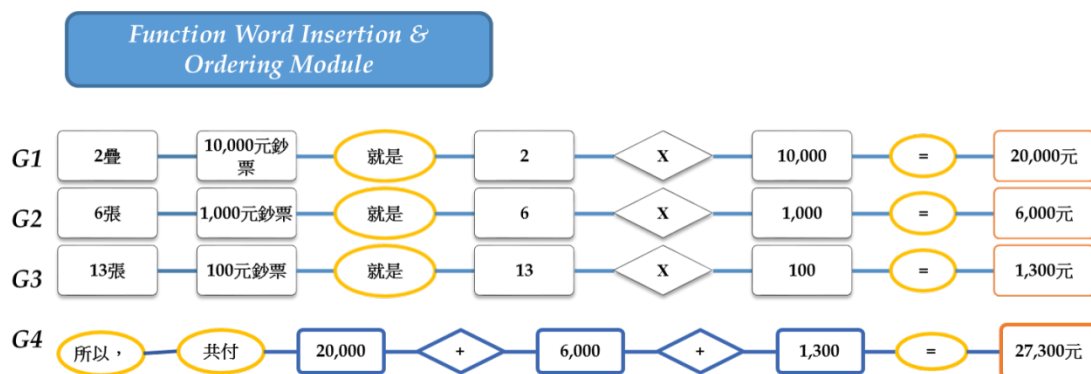 Function Word Insertion &
Ordering Module
G1 2疊 10,000元鈔票 就是 2 X 10,000 = 20,000元
G2 6張 1,000元鈔票 就是 6 X 1,000 = 6,000元
G3 13張 100元鈔票 就是 13 X 100 = 1,300元
G4 所以， 共付 20,000 + 6,000 + 1,300 = 27,300元